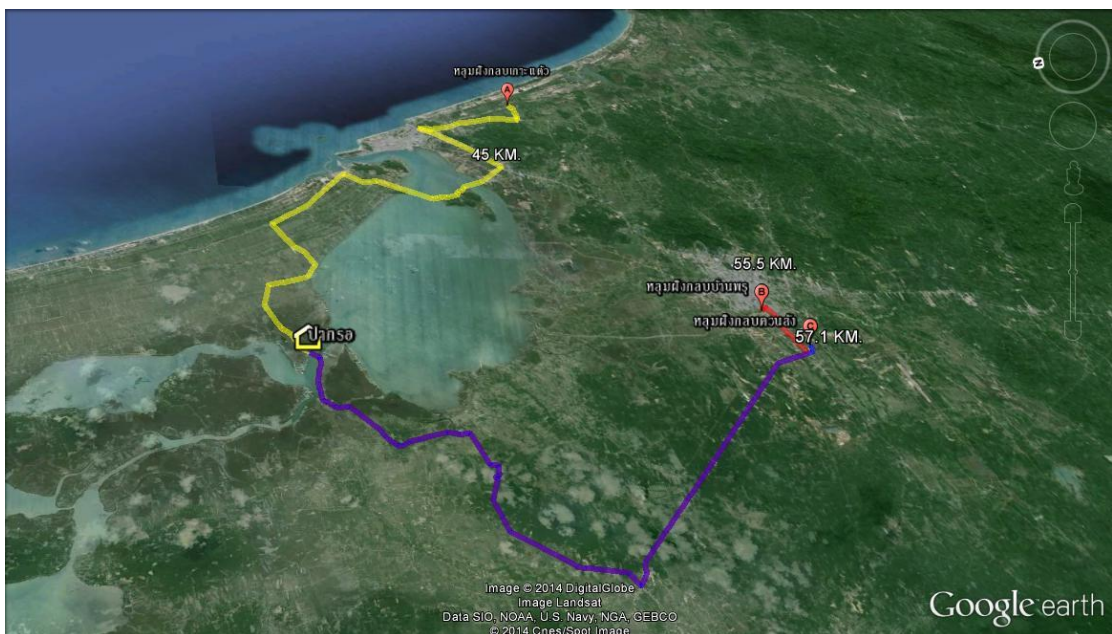 หลุมฝังกลบเกาะแต้ว
A
45 KM.
55.5 KM.
หลุมฝังกลบบ้านพรุ
B
หลุมฝังกลบควนลัง
C
57.1 KM.
ปากรอ
N
Image © 2014 DigitalGlobe
Image Landsat
Data SIO, NOAA, U.S. Navy, NGA, GEBCO
© 2014 Cnes/Spot Image
Google earth